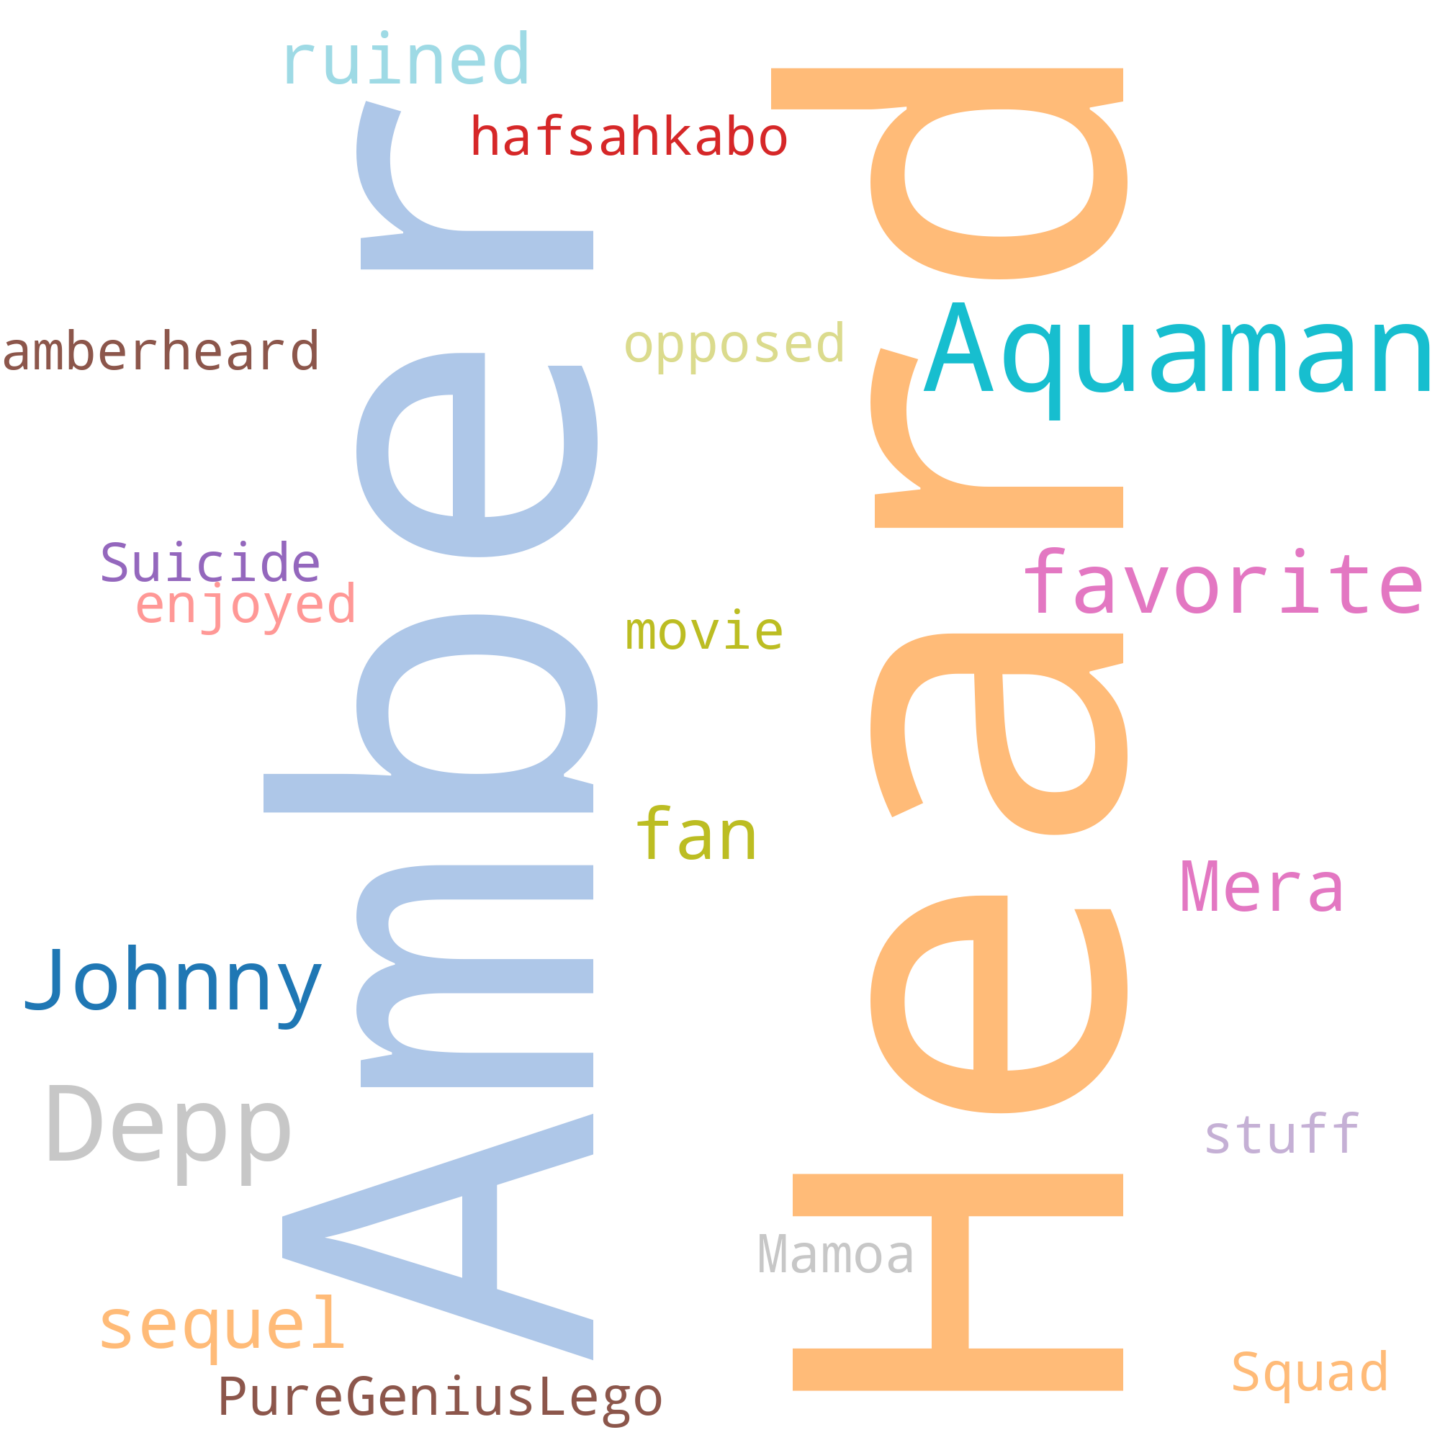 ruined
hafsahkabo
Amber
Heard
amberheard
opposed
Aquaman
Suicide
enjoyed
favorite
movie
fan
Mera
Johnny
Depp
stuff
Mamoa
sequel
Squad
PureGeniusLego